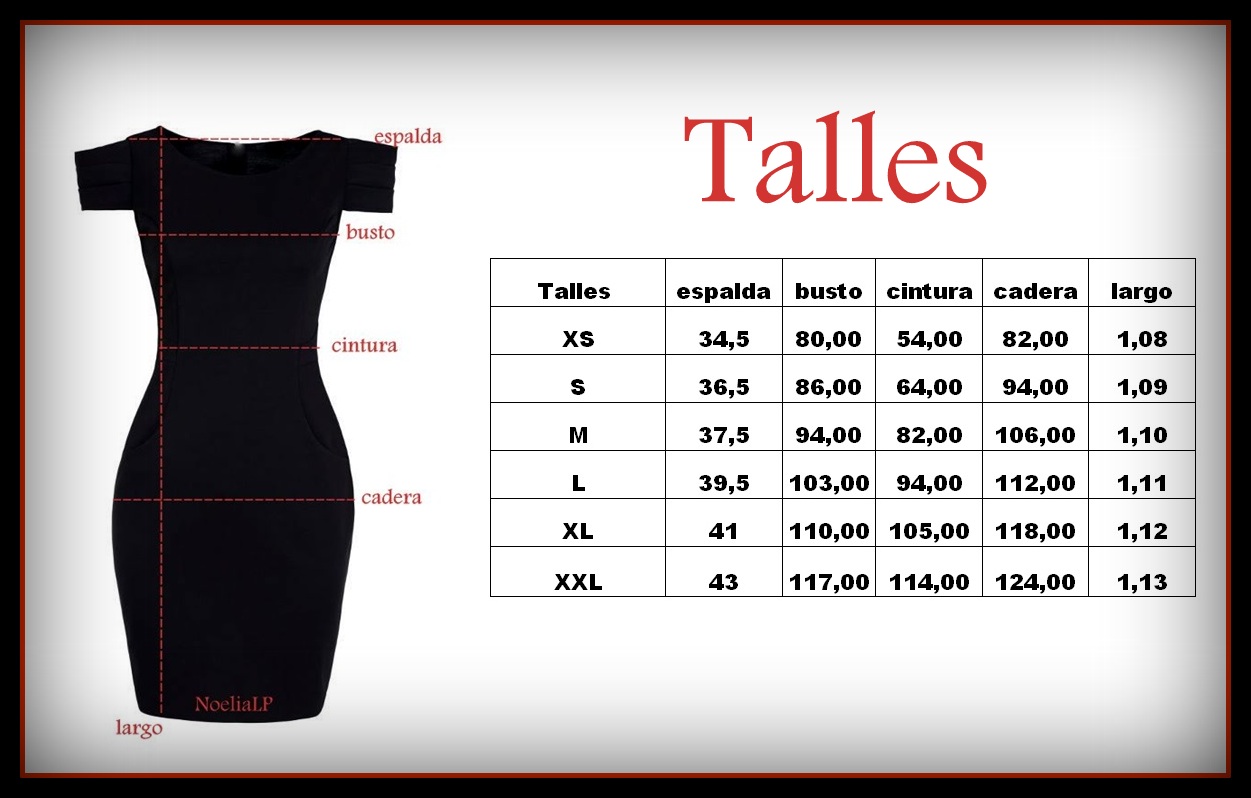 espalda
busto
cintura
cadera
NoeliaLP
largo
Talles
Talles espalda busto cintura cadera largo
XS 34,5 80,00 54,00 82,00 1,08
S 36,5 86,00 64,00 94,00 1,09
M 37,5 94,00 82,00 106,00 1,10
L 39,5 103,00 94,00 112,00 1,11
XL 41 110,00 105,00 118,00 1,12
XXL 43 117,00 114,00 124,00 1,13